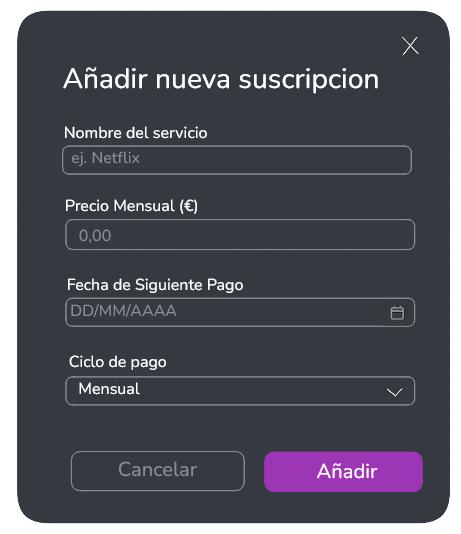 Añadir nueva suscripcion
Nombre del servicio
ej. Netflix
Precio Mensual (€)
0,00
Fecha de Siguiente Pago
DD/MM/AAAA
Ciclo de pago
Mensual
Cancelar
Añadir